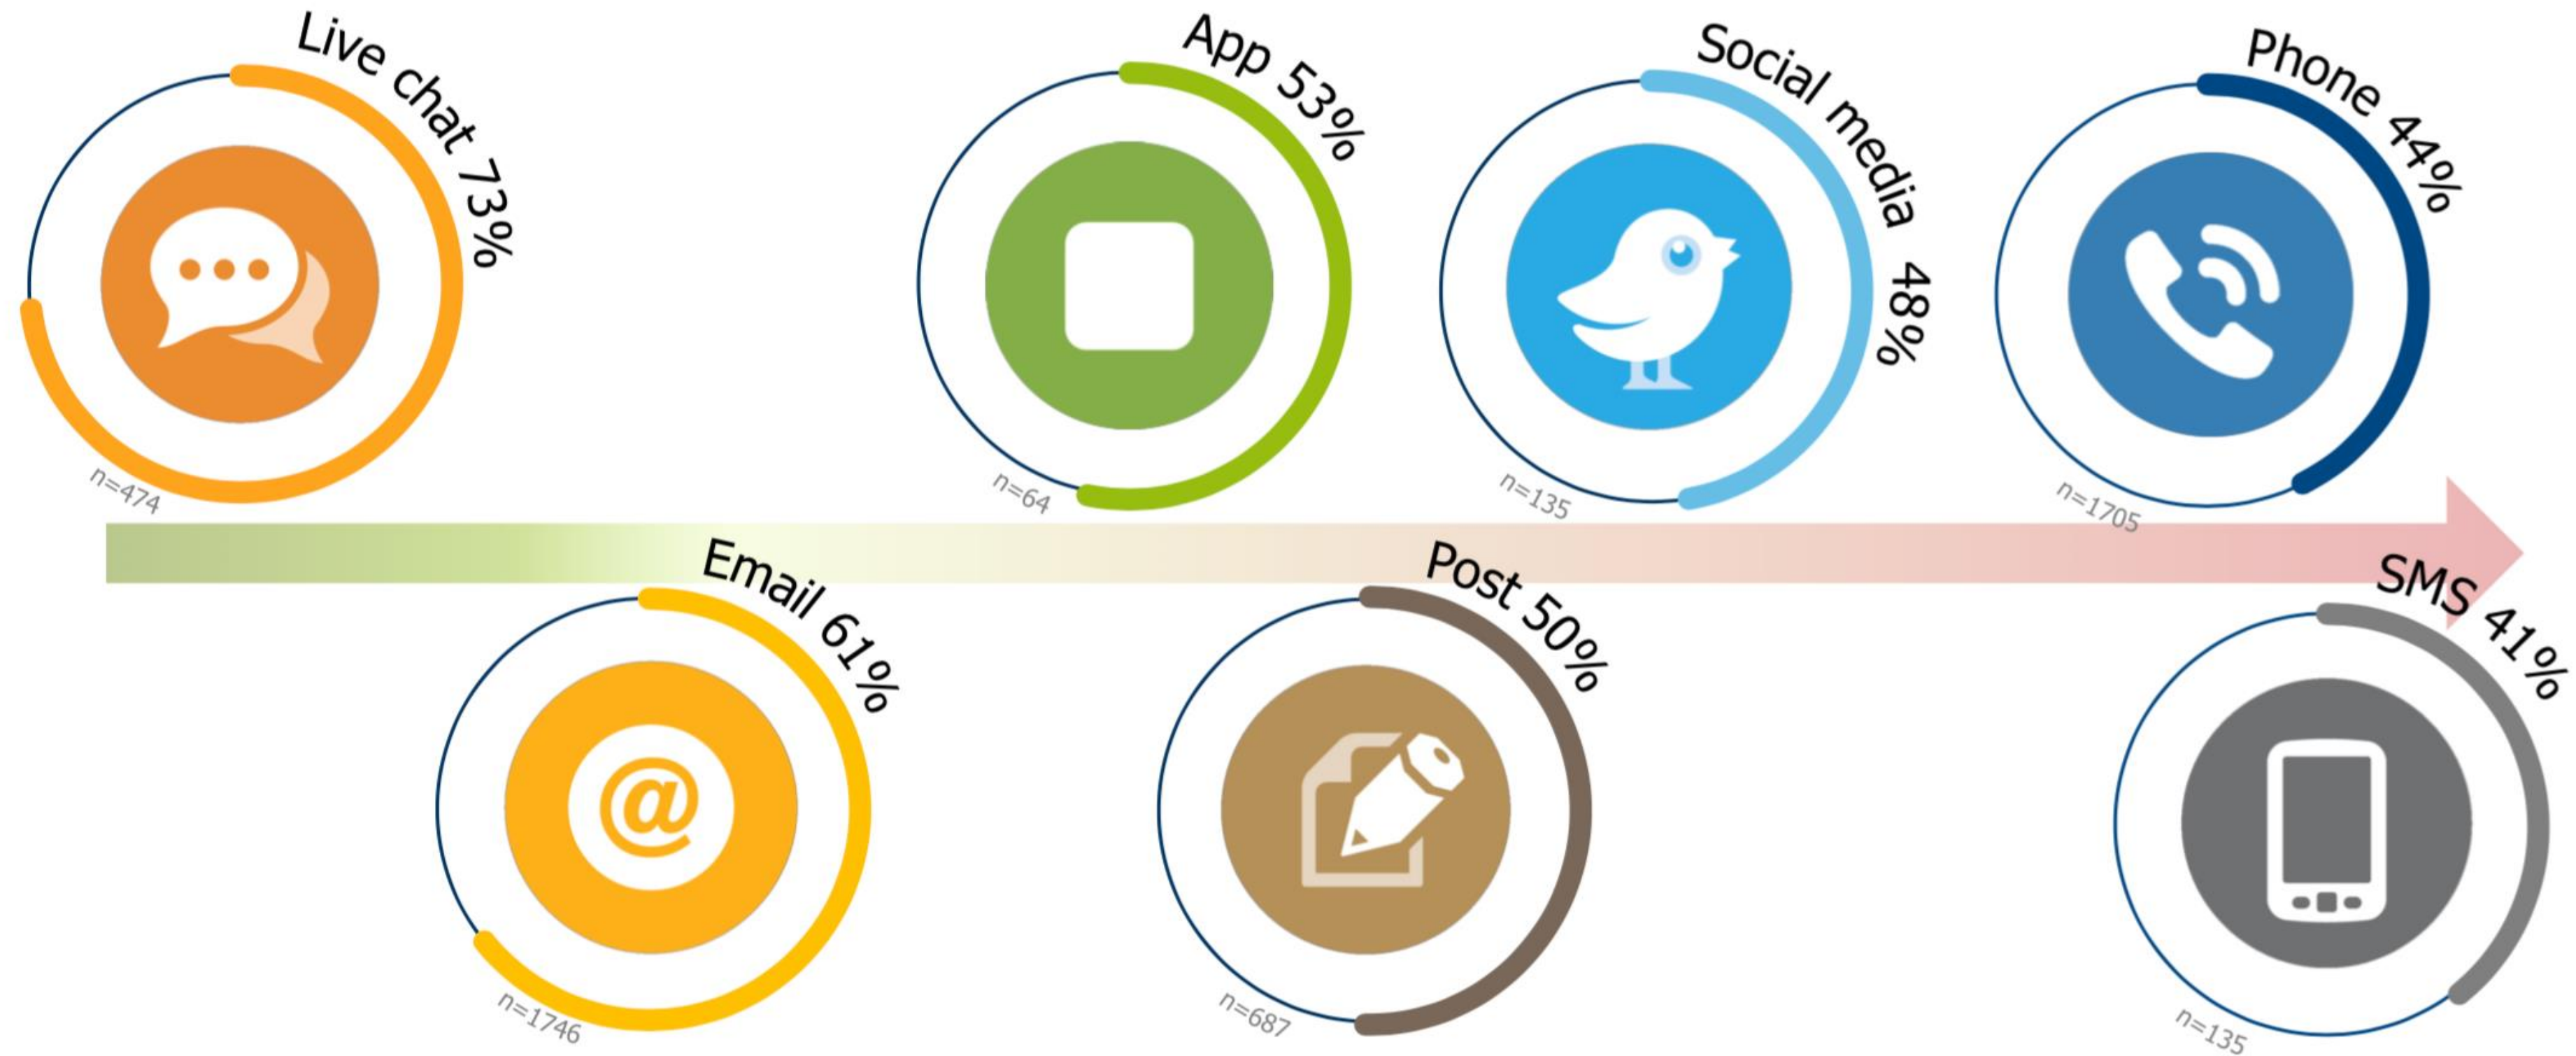 Live chat 73%
n=474
App 53%
n=64
Social media 48%
n=135
Phone 44%
n=1705
Email 61%
@
n=1746
Post 50%
n=687
SMS 41%
n=135